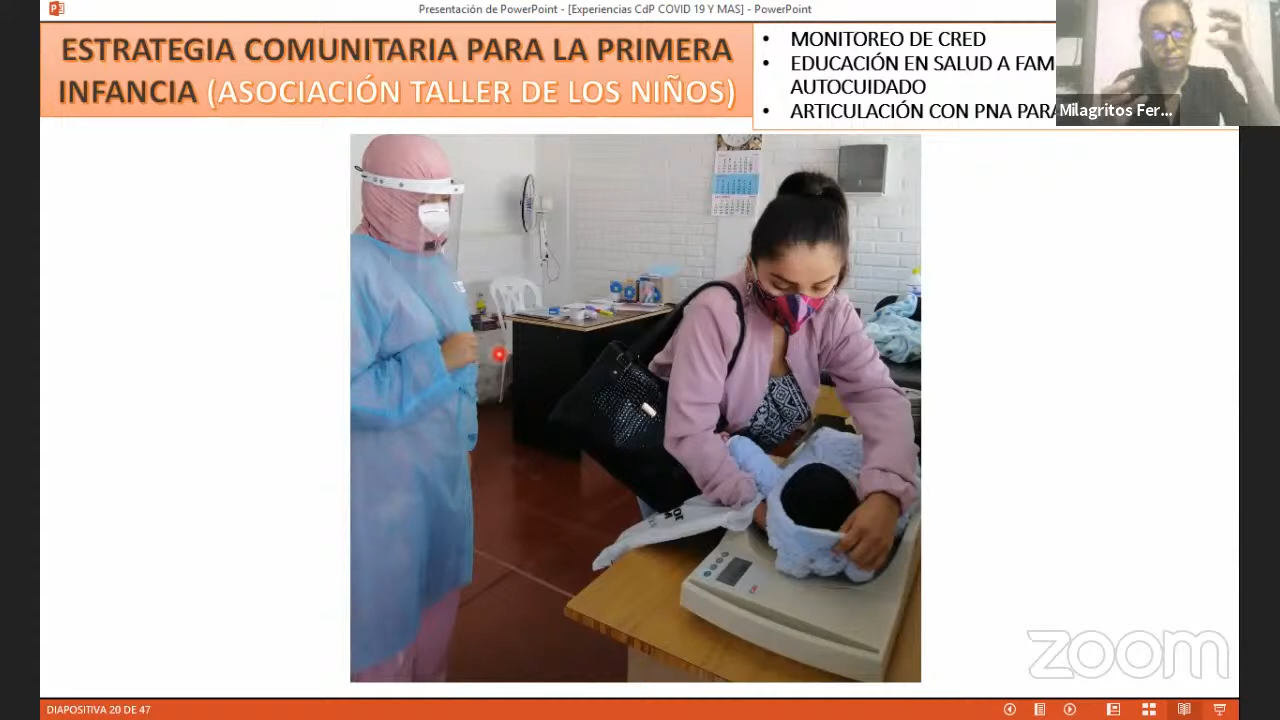 Presentación de PowerPoint - [Experiencias CdP COVID 19 Y MAS] - PowerPoint
ESTRATEGIA COMUNITARIA PARA LA PRIMERA
INFANCIA (ASOCIACIÓN TALLER DE LOS NIÑOS)
• MONITOREO DE CRED
• EDUCACIÓN EN SALUD A FAM
AUTOCUIDADO
• ARTICULACIÓN CON PNA PARA
Milagritos Fer...
zoom
DIAPOSITIVA 20 DE 47